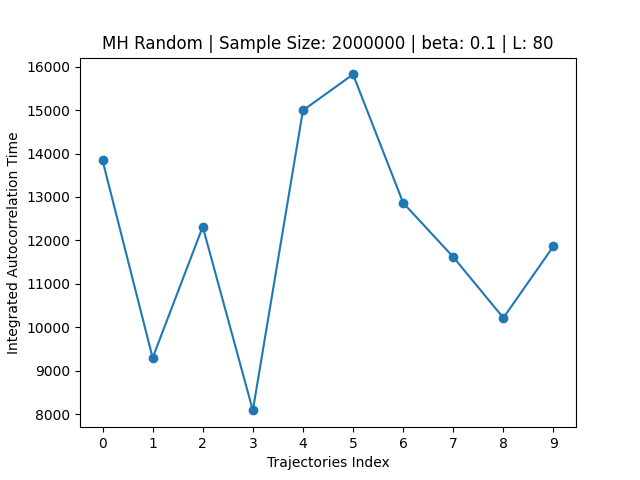 MH Random | Sample Size: 2000000 | beta: 0.1 | L: 80
Integrated Autocorrelation Time
16000
15000
14000
13000
12000
11000
10000
9000
8000
0 1 2 3 4 5 6 7 8 9
Trajectories Index